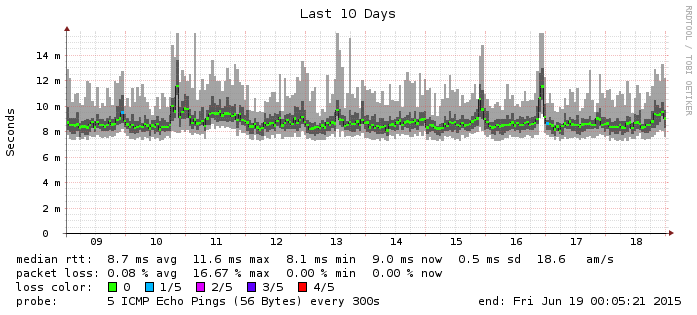 Last 10 Days
RRDTOOL / TOBI OETIKER
Seconds
14 m
12 m
10 m
8 m
6 m
4 m
2 m
0
09 10 11 12 13 14 15 16 17 18
median rtt: 8.7 ms avg 11.6 ms max 8.1 ms min 9.0 ms now 0.5 ms sd 18.6 am/s
packet loss: 0.08 % avg 16.67 % max 0.00 % min 0.00 % now
loss color: 0 1/5 2/5 3/5 4/5
probe: 5 ICMP Echo Pings (56 Bytes) every 300s end: Fri Jun 19 00:05:21 2015